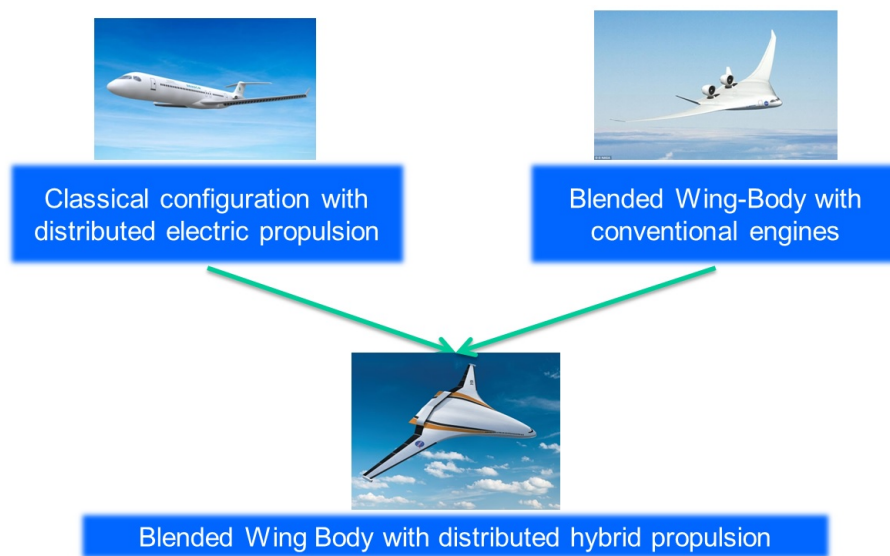 Classical configuration with
distributed electric propulsion
Blended Wing-Body with
conventional engines
Blended Wing Body with distributed hybrid propulsion